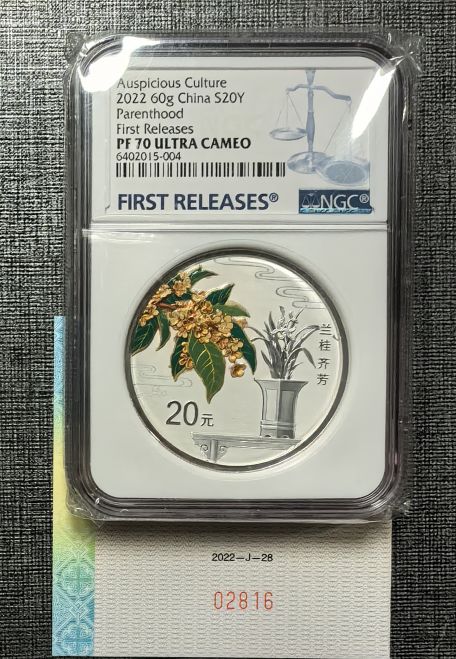 Auspicious Culture
2022 60g China S20Y
Parenthood
First Releases
PF 70 ULTRA CAMEO
6402015-004
FIRST RELEASES®
NGC®
兰桂齐芳
20元
2022—J—28
02816